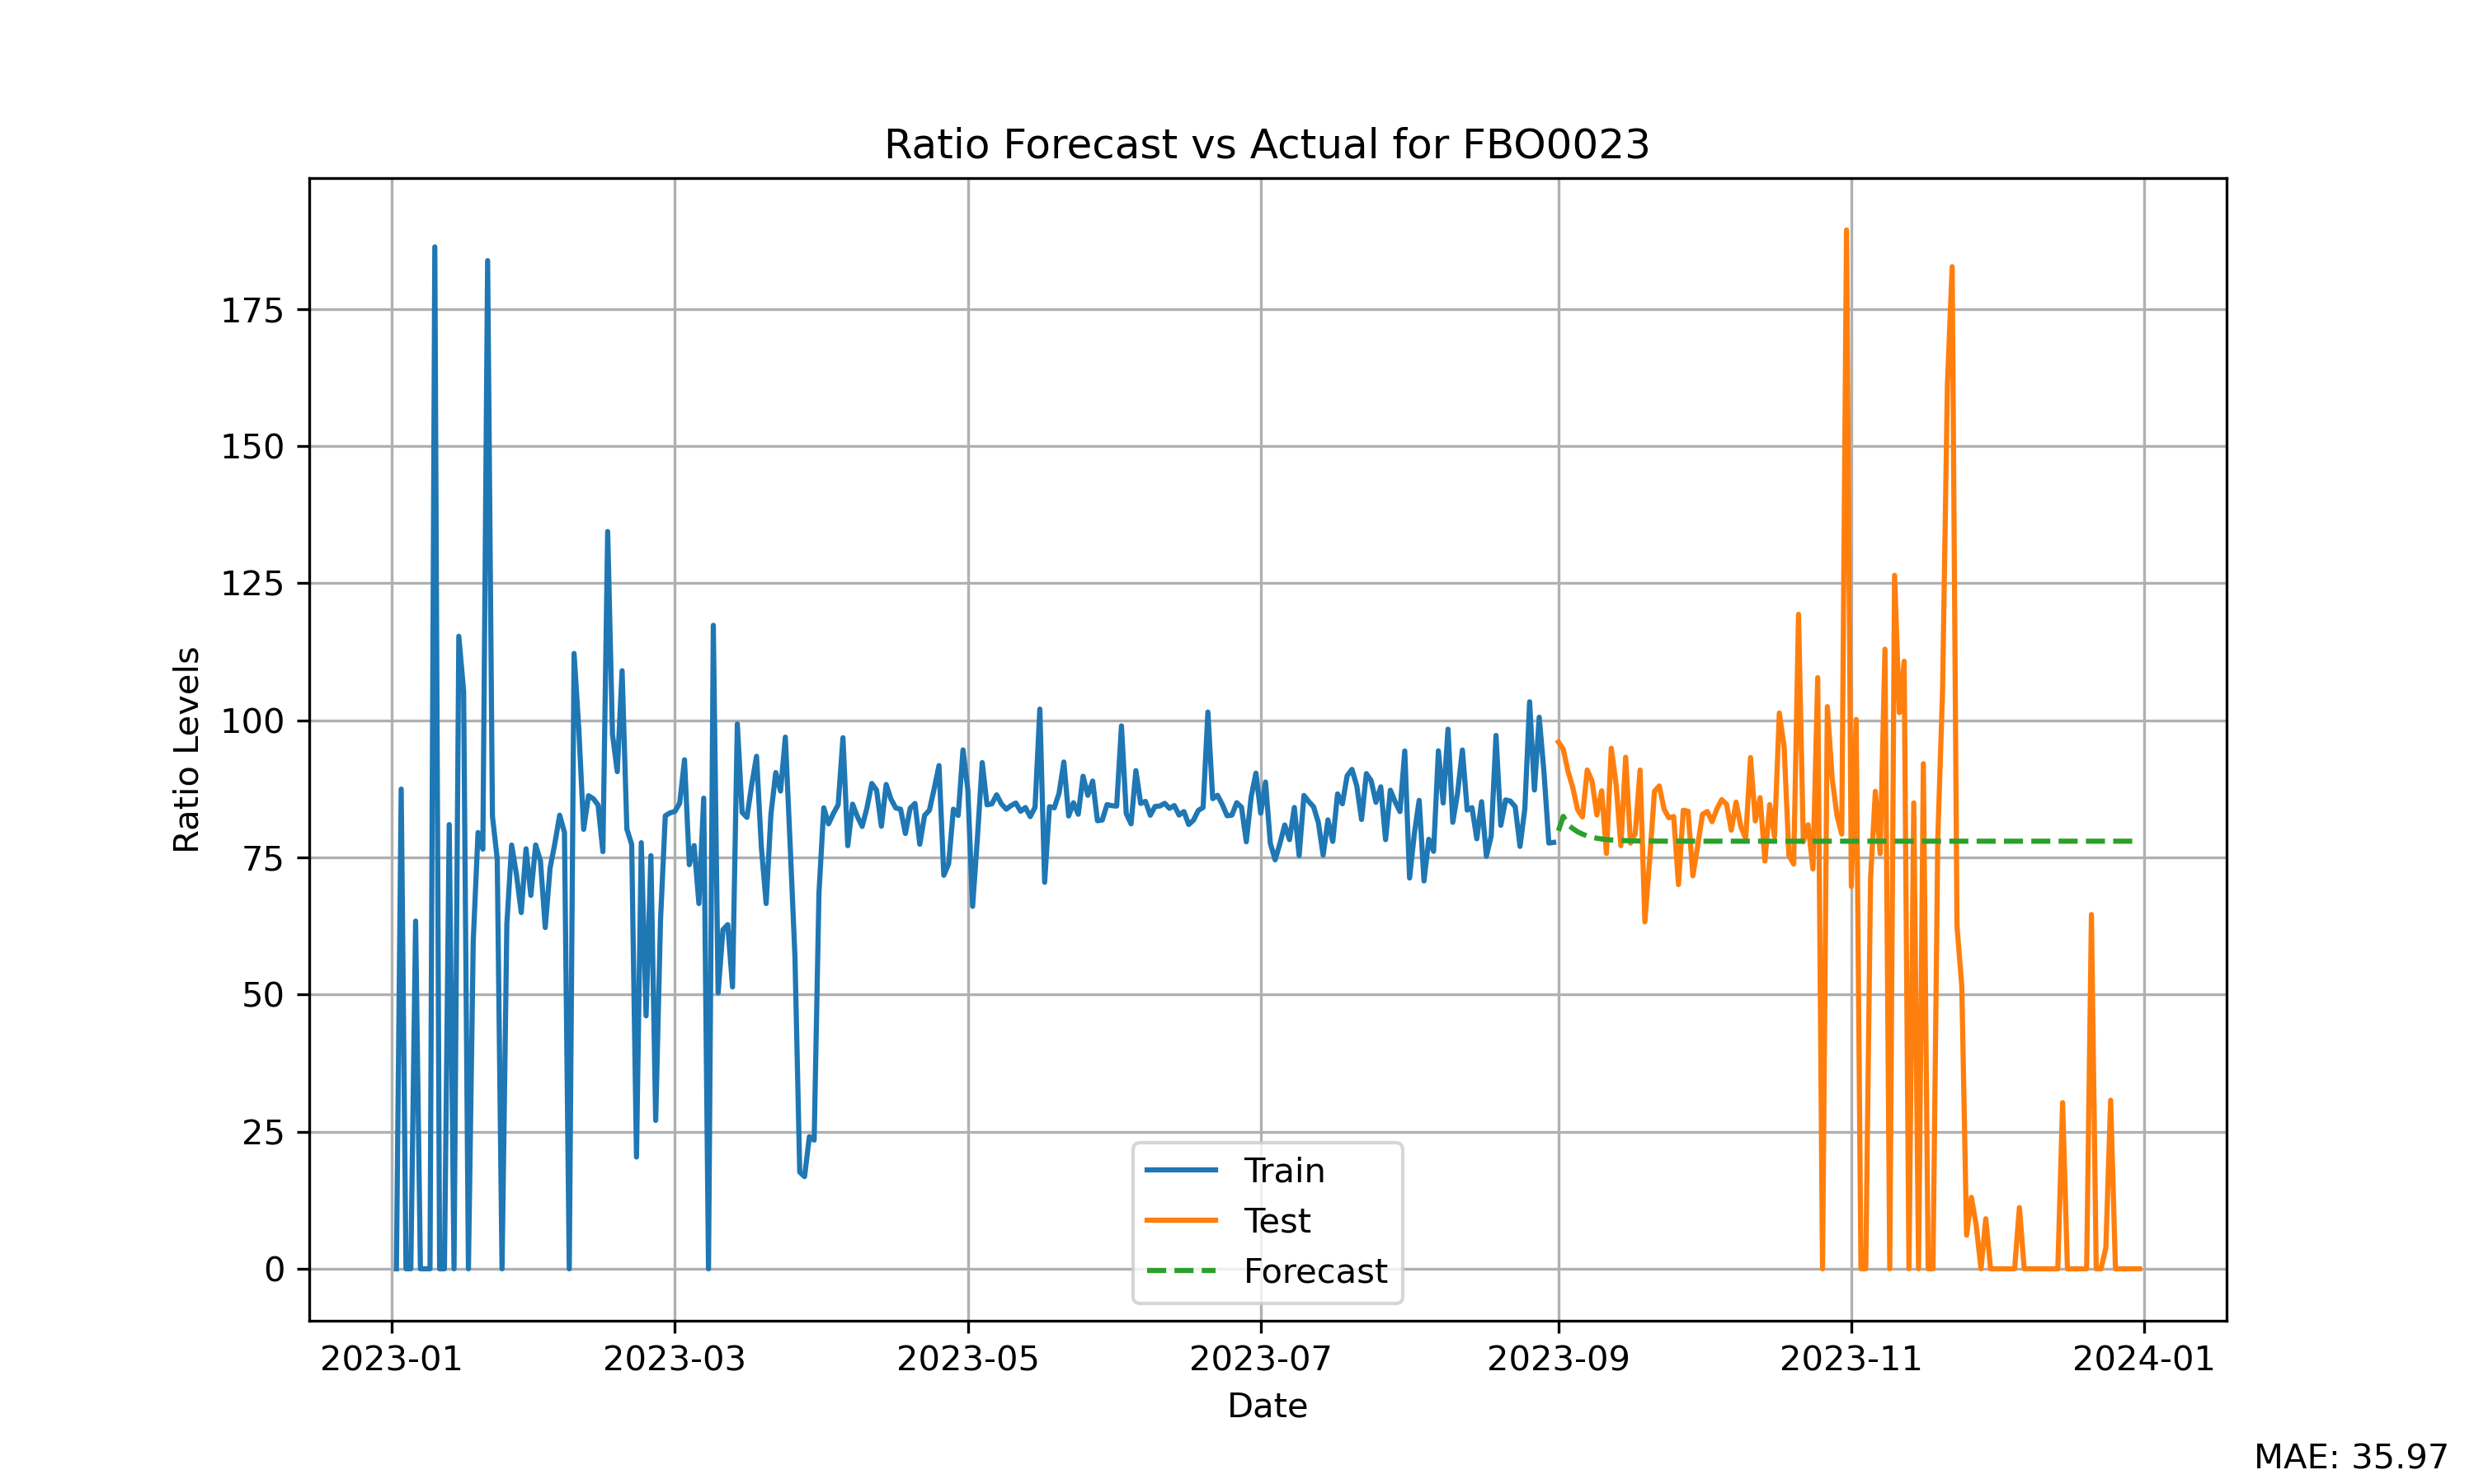 Ratio Forecast vs Actual for FBO0023
Ratio Levels
175
150
125
100
75
50
25
0
Train
Test
Forecast
2023-01 2023-03 2023-05 2023-07 2023-09 2023-11 2024-01
Date
MAE: 35.97